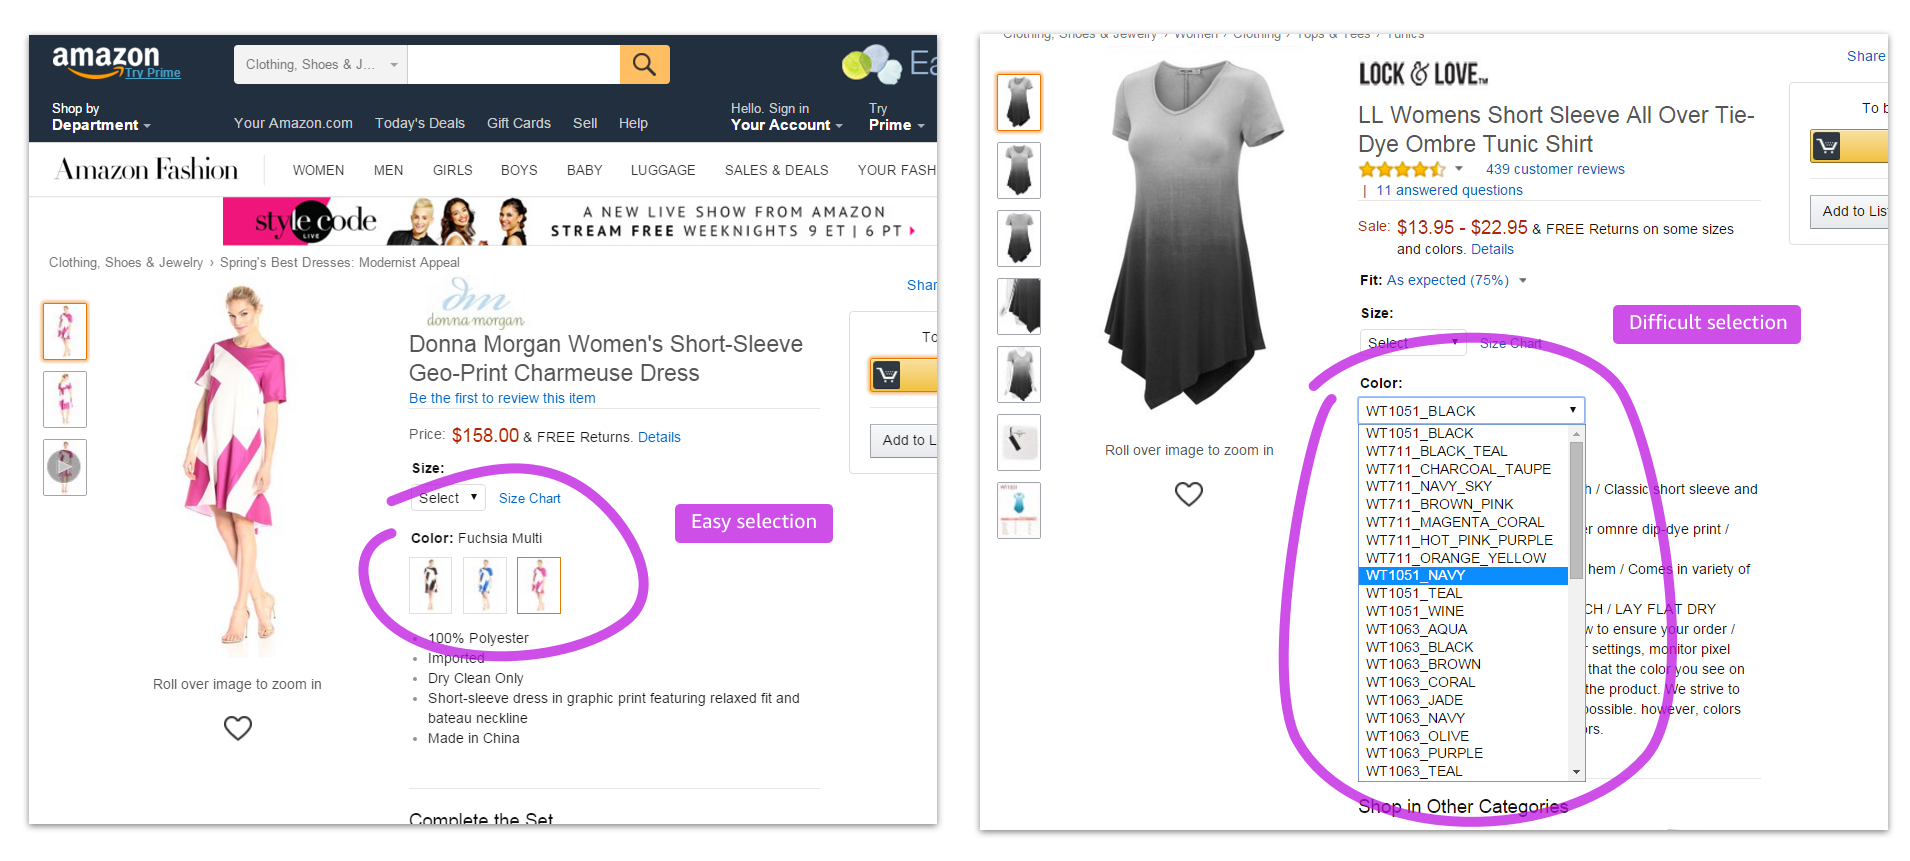 amazon
Try Prime
Clothing, Shoes & J...
Shop by
Department
Your Amazon.com Today's Deals Gift Cards Sell Help
Hello. Sign in
Your Account
Try
Prime
Amazon Fashion
WOMEN MEN GIRLS BOYS BABY LUGGAGE SALES & DEALS YOUR FASH
style code
LIVE
A NEW LIVE SHOW FROM AMAZON
STREAM FREE WEEKNIGHTS 9 ET | 6 PT
Clothing, Shoes & Jewelry › Spring's Best Dresses: Modernist Appeal
Shar
dm
donna morgan
Donna Morgan Women's Short-Sleeve
Geo-Print Charmeuse Dress
Be the first to review this item
Price: $158.00 & FREE Returns. Details
Size:
Select Size Chart
Color: Fuchsia Multi
100% Polyester
Imported
Dry Clean Only
Short-sleeve dress in graphic print featuring relaxed fit and
bateau neckline
Made in China
Roll over image to zoom in
Complete the Set
To
Add to L
Easy selection
Clothing, Shoes & Jewelry › Women › Clothing › Tops & Tees › Tunics
Share
LOCK & LOVE™
LL Womens Short Sleeve All Over Tie-
Dye Ombre Tunic Shirt
439 customer reviews
| 11 answered questions
Sale: $13.95 - $22.95 & FREE Returns on some sizes
and colors. Details
Fit: As expected (75%)
Size:
Select Size Chart
Color:
WT1051_BLACK
WT1051_BLACK
WT711_BLACK_TEAL
WT711_CHARCOAL_TAUPE
WT711_NAVY_SKY
WT711_BROWN_PINK
WT711_MAGENTA_CORAL
WT711_HOT_PINK_PURPLE
WT711_ORANGE_YELLOW
WT1051_NAVY
WT1051_TEAL
WT1051_WINE
WT1063_AQUA
WT1063_BLACK
WT1063_BROWN
WT1063_CORAL
WT1063_JADE
WT1063_NAVY
WT1063_OLIVE
WT1063_PURPLE
WT1063_TEAL
h / Classic short sleeve and
er omnre dip-dye print /
hem / Comes in variety of
CH / LAY FLAT DRY
w to ensure your order /
r settings, monitor pixel
that the color you see on
the product. We strive to
possible. however, colors
rs.
Shop in Other Categories
Roll over image to zoom in
To b
Add to Lis
Difficult selection